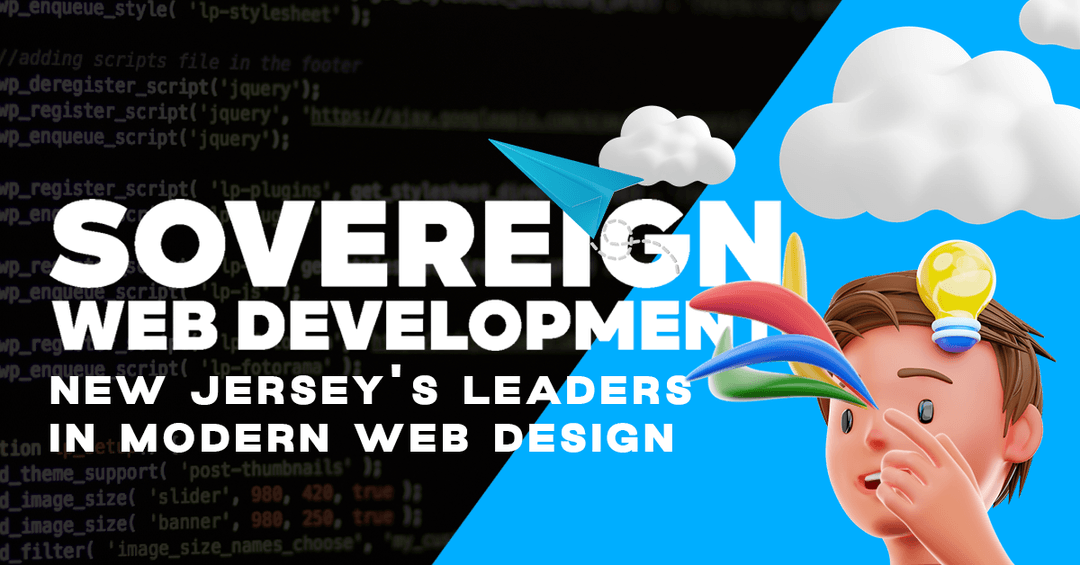 wp_enqueue_style( 'lp-stylesheet' );
//adding scripts file in the footer
wp_deregister_script('jquery');
wp_register_script('jquery',
wp_enqueue_script('jquery');
wp_register_script( 'lp-plugins',
SOVEREIGN
WEB DEVELOPMENT
NEW JERSEY'S LEADERS
IN MODERN WEB DESIGN
d_theme_support( 'post-thumbnails' );
d_image_size( 'slider', 980, 420, true );
d_image_size( 'banner', 980, 250, true );
d_filter( 'image_size_names_choose',